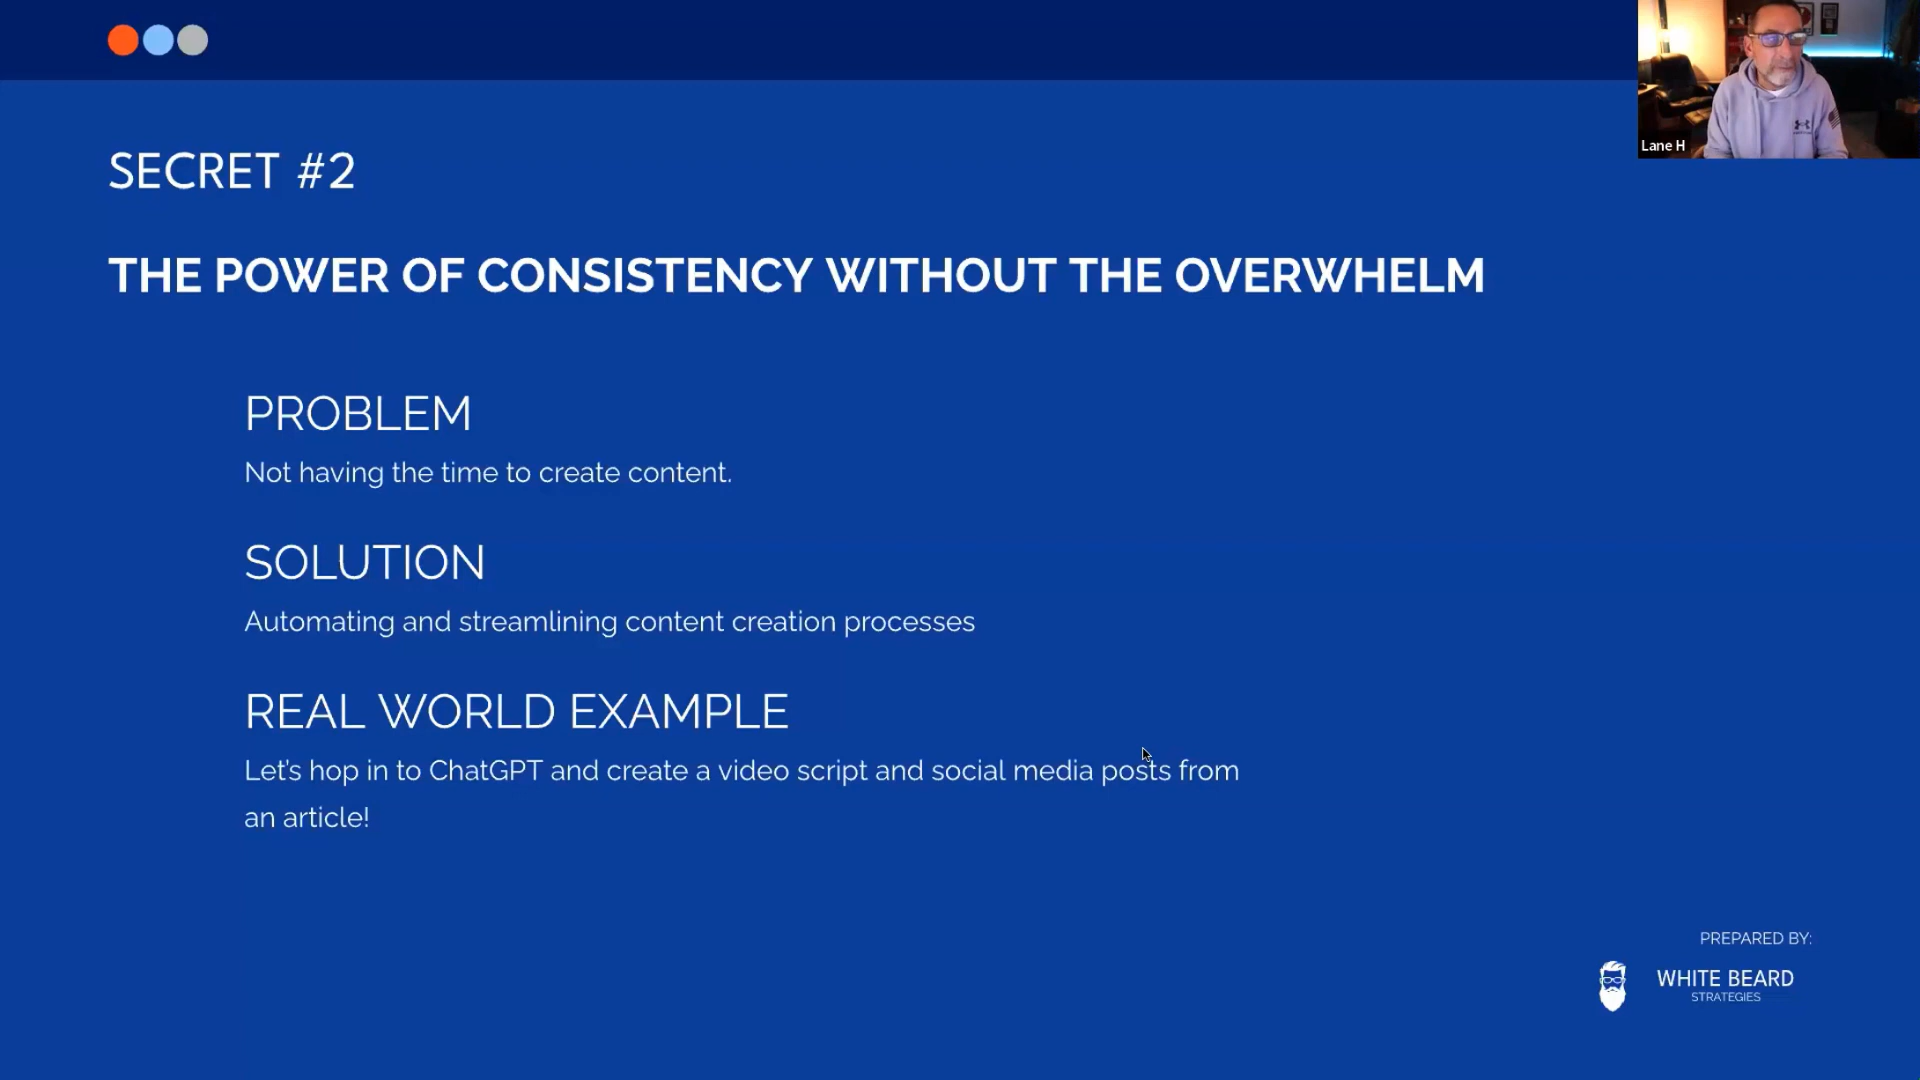 Lane H
SECRET #2
THE POWER OF CONSISTENCY WITHOUT THE OVERWHELM
PROBLEM
Not having the time to create content.
SOLUTION
Automating and streamlining content creation processes
REAL WORLD EXAMPLE
Let's hop in to ChatGPT and create a video script and social media posts from
an article!
PREPARED BY:
WHITE BEARD
STRATEGIES